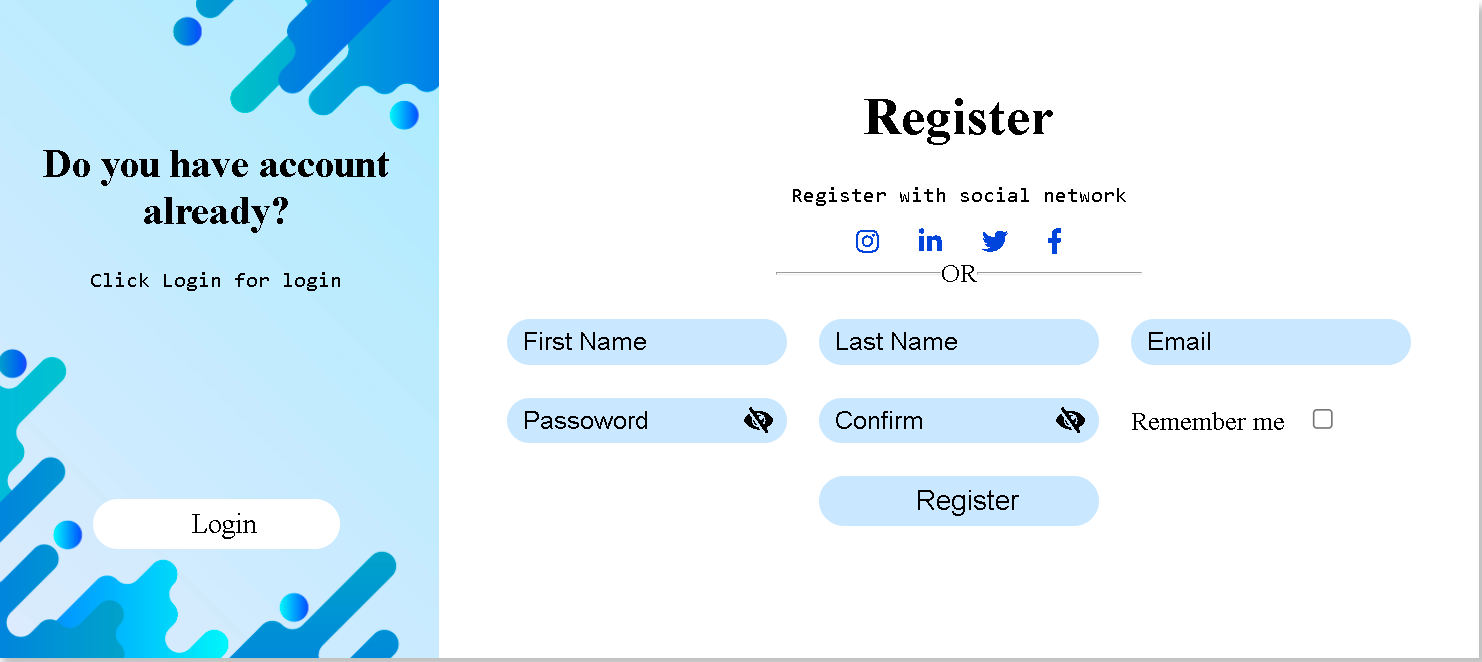 Do you have account
already?
Click Login for login
Login
Register
Register with social network
OR
First Name
Last Name
Email
Passoword
Confirm
Remember me
Register